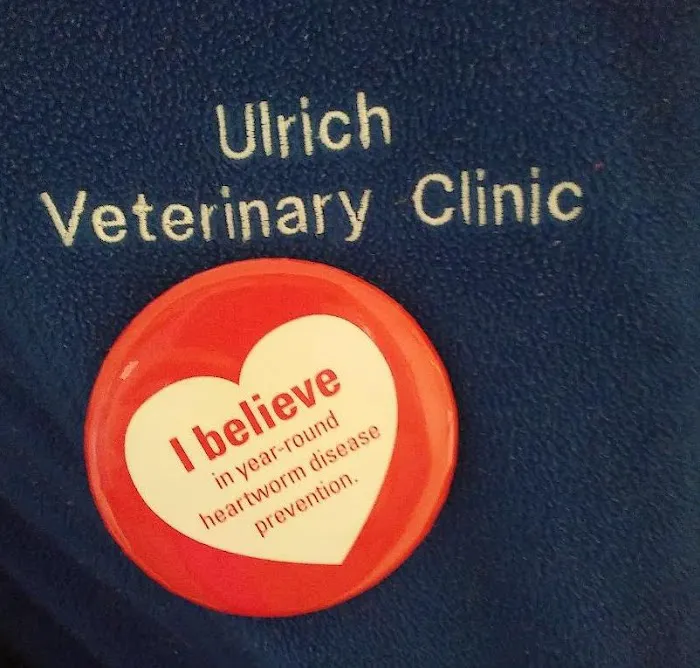 Ulrich
Veterinary Clinic
I believe
in year-round
heartworm disease
prevention.